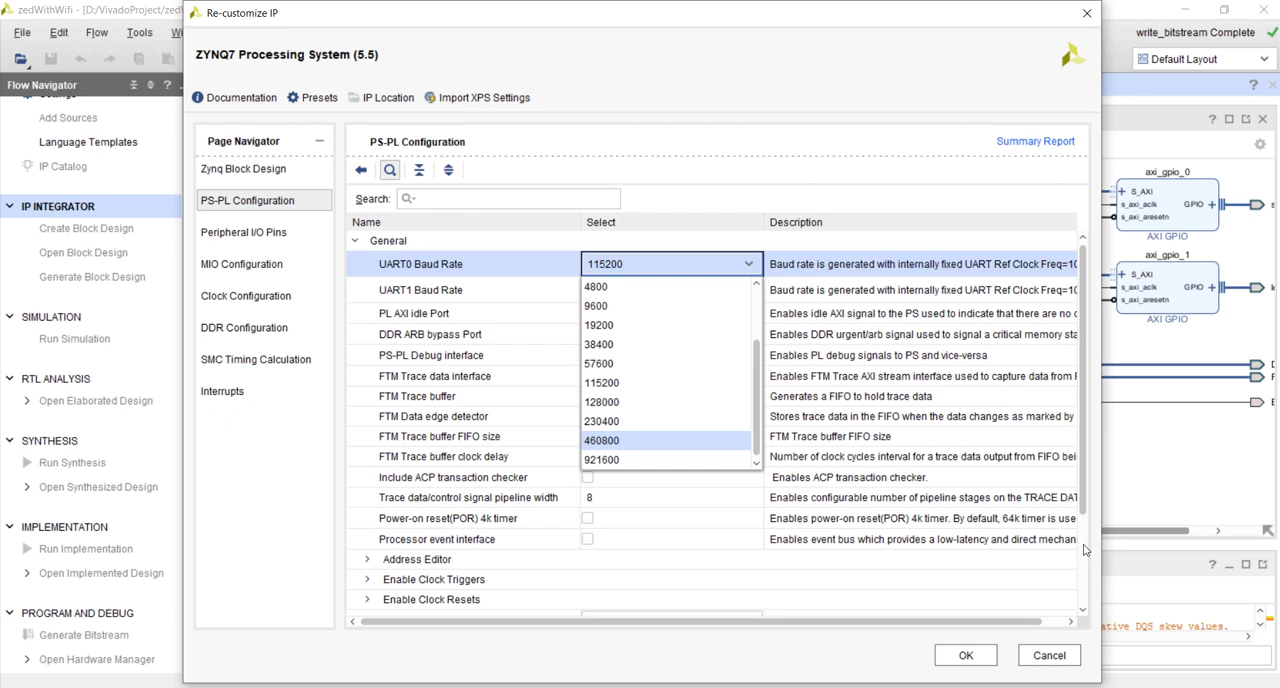 zedWithWifi - [D:/VivadoProject/zedW
File Edit Flow Tools Wi
write_bitstream Complete
Default Layout
Flow Navigator
Settings
Add Sources
Language Templates
IP Catalog
IP INTEGRATOR
Create Block Design
Open Block Design
Generate Block Design
SIMULATION
Run Simulation
RTL ANALYSIS
Open Elaborated Design
SYNTHESIS
Run Synthesis
Open Synthesized Design
IMPLEMENTATION
Run Implementation
Open Implemented Design
PROGRAM AND DEBUG
Generate Bitstream
Open Hardware Manager
Re-customize IP
ZYNQ7 Processing System (5.5)
Documentation Presets IP Location Import XPS Settings
Page Navigator
Zynq Block Design
PS-PL Configuration
Peripheral I/O Pins
MIO Configuration
Clock Configuration
DDR Configuration
SMC Timing Calculation
Interrupts
PS-PL Configuration Summary Report
Search:
Name Select Description
General
UART0 Baud Rate 115200 Baud rate is generated with internally fixed UART Ref Clock Freq=10
UART1 Baud Rate Baud rate is generated with internally fixed UART Ref Clock Freq=10
PL AXI idle Port Enables idle AXI signal to the PS used to indicate that there are no o
DDR ARB bypass Port Enables DDR urgent/arb signal used to signal a critical memory sta
PS-PL Debug interface Enables PL debug signals to PS and vice-versa
FTM Trace data interface Enables FTM Trace AXI stream interface used to capture data from F
FTM Trace buffer Generates a FIFO to hold trace data
FTM Data edge detector Stores trace data in the FIFO when the data changes as marked by
FTM Trace buffer FIFO size FTM Trace buffer FIFO size
FTM Trace buffer clock delay Number of clock cycles interval for a trace data output from FIFO bei
Include ACP transaction checker Enables ACP transaction checker.
Trace data/control signal pipeline width 8 Enables configurable number of pipeline stages on the TRACE DAT
Power-on reset(POR) 4k timer Enables power-on reset(POR) 4k timer. By default, 64k timer is use
Processor event interface Enables event bus which provides a low-latency and direct mechan
Address Editor
Enable Clock Triggers
Enable Clock Resets
4800
9600
19200
38400
57600
115200
128000
230400
460800
921600
OK Cancel
axi_gpio_0
S_AXI
s_axi_aclk GPIO
s_axi_aresetn
AXI GPIO
axi_gpio_1
S_AXI
s_axi_aclk GPIO
s_axi_aresetn
AXI GPIO
ative DQS skew values.